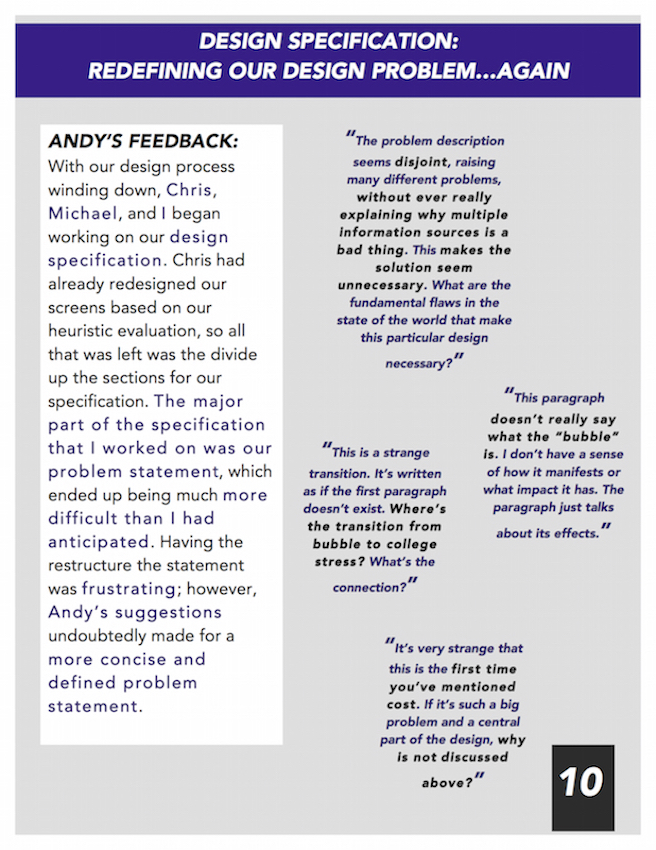 DESIGN SPECIFICATION:
REDEFINING OUR DESIGN PROBLEM...AGAIN
ANDY'S FEEDBACK:
With our design process
winding down, Chris,
Michael, and I began
working on our design
specification. Chris had
already redesigned our
screens based on our
heuristic evaluation, so all
that was left was the divide
up the sections for our
specification. The major
part of the specification
that I worked on was our
problem statement, which
ended up being much more
difficult than I had
anticipated. Having the
restructure the statement
was frustrating; however,
Andy's suggestions
undoubtedly made for a
more concise and
defined problem
statement.
"The problem description
seems disjoint, raising
many different problems,
without ever really
explaining why multiple
information sources is a
bad thing. This makes the
solution seem
unnecessary. What are the
fundamental flaws in the
state of the world that make
this particular design
necessary?"
"This paragraph
doesn't really say
what the "bubble"
is. I don't have a sense
of how it manifests or
what impact it has. The
paragraph just talks
about its effects."
"This is a strange
transition. It's written
as if the first paragraph
doesn't exist. Where's
the transition from
bubble to college
stress? What's the
connection?"
"It's very strange that
this is the first time
you've mentioned
cost. If it's such a big
problem and a central
part of the design, why
is not discussed
above?"
10